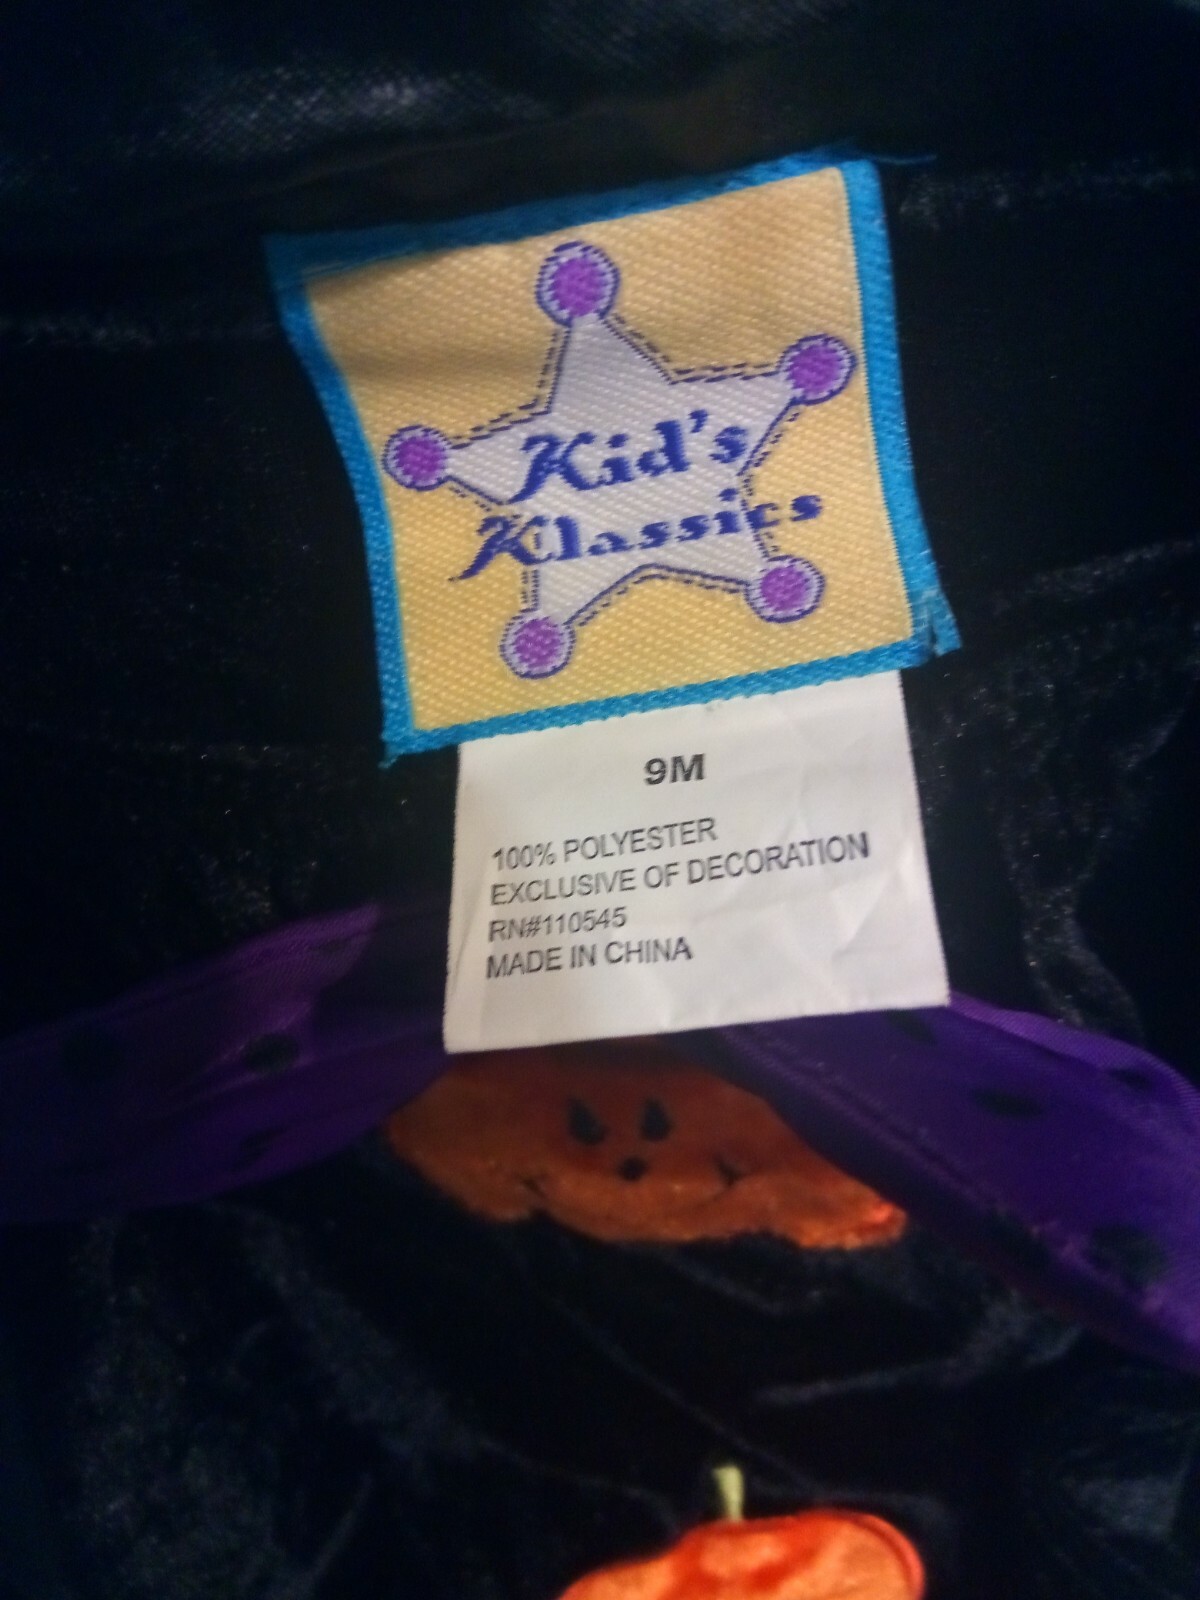 Kid's
Klassics
9M
100% POLYESTER
EXCLUSIVE OF DECORATION
RN#110545
MADE IN CHINA